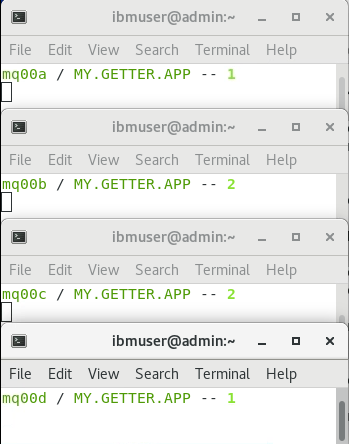 ibmuser@admin:~
File Edit View Search Terminal Help
mq00a / MY.GETTER.APP -- 1
ibmuser@admin:~
File Edit View Search Terminal Help
mq00b / MY.GETTER.APP -- 2
ibmuser@admin:~
File Edit View Search Terminal Help
mq00c / MY.GETTER.APP -- 2
ibmuser@admin:~
File Edit View Search Terminal Help
mq00d / MY.GETTER.APP -- 1